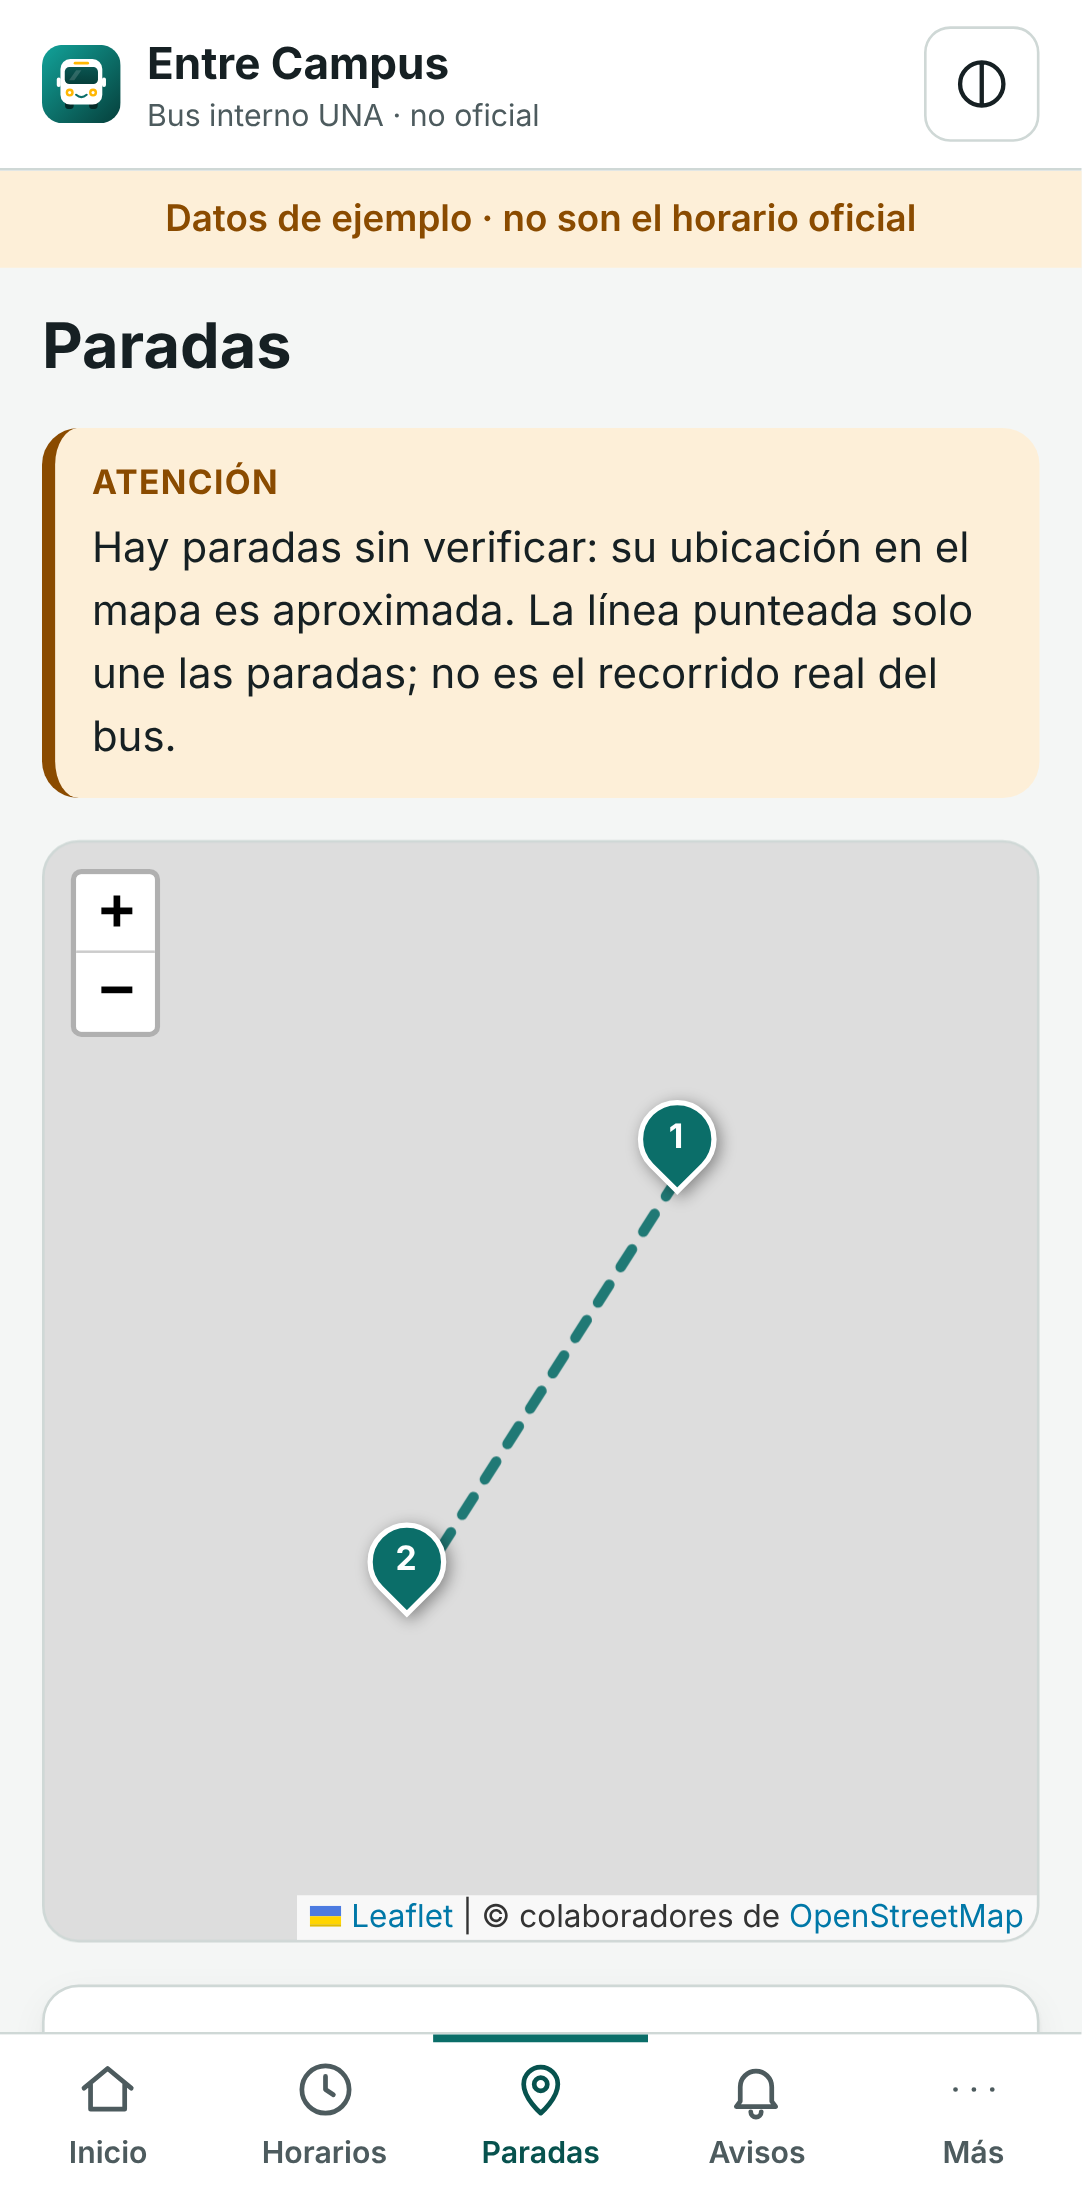 Entre Campus
Bus interno UNA · no oficial
Datos de ejemplo · no son el horario oficial
Paradas
ATENCIÓN
Hay paradas sin verificar: su ubicación en el
mapa es aproximada. La línea punteada solo
une las paradas; no es el recorrido real del
bus.
+
−
1
2
Leaflet | © colaboradores de OpenStreetMap
Inicio
Horarios
Paradas
Avisos
Más